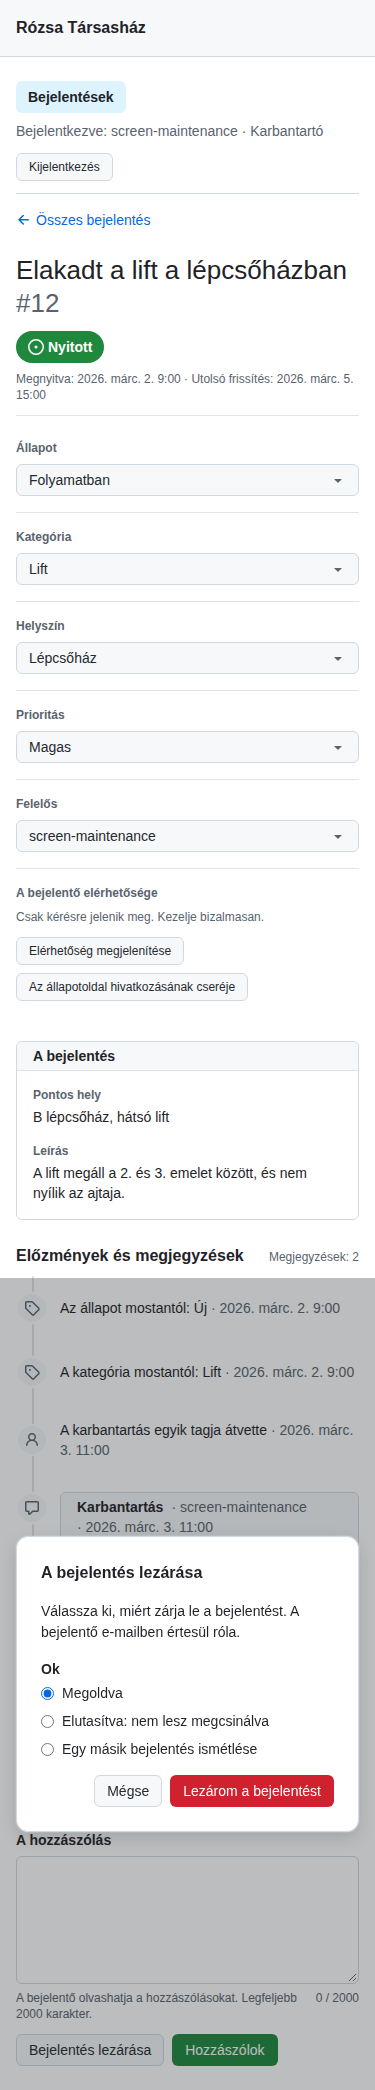 Rózsa Társasház
Bejelentések
Bejelentkezve: screen-maintenance · Karbantartó
Kijelentkezés
← Összes bejelentés
Elakadt a lift a lépcsőházban
#12
Nyitott
Megnyitva: 2026. márc. 2. 9:00 · Utolsó frissítés: 2026. márc. 5.
15:00
Állapot
Folyamatban
Kategória
Lift
Helyszín
Lépcsőház
Prioritás
Magas
Felelős
screen-maintenance
A bejelentő elérhetősége
Csak kérésre jelenik meg. Kezelje bizalmasan.
Elérhetőség megjelenítése
Az állapotoldal hivatkozásának cseréje
A bejelentés
Pontos hely
B lépcsőház, hátsó lift
Leírás
A lift megáll a 2. és 3. emelet között, és nem
nyílik az ajtaja.
Előzmények és megjegyzések
Megjegyzések: 2
Az állapot mostantól: Új · 2026. márc. 2. 9:00
A kategória mostantól: Lift · 2026. márc. 2. 9:00
A karbantartás egyik tagja átvette · 2026. márc.
3. 11:00
Karbantartás · screen-maintenance
· 2026. márc. 3. 11:00
A bejelentés lezárása
Válassza ki, miért zárja le a bejelentést. A
bejelentő e-mailben értesül róla.
Ok
Megoldva
Elutasítva: nem lesz megcsinálva
Egy másik bejelentés ismétlése
Mégse
Lezárom a bejelentést
A hozzászólás
A bejelentő olvashatja a hozzászólásokat. Legfeljebb
2000 karakter.
0 / 2000
Bejelentés lezárása
Hozzászólok